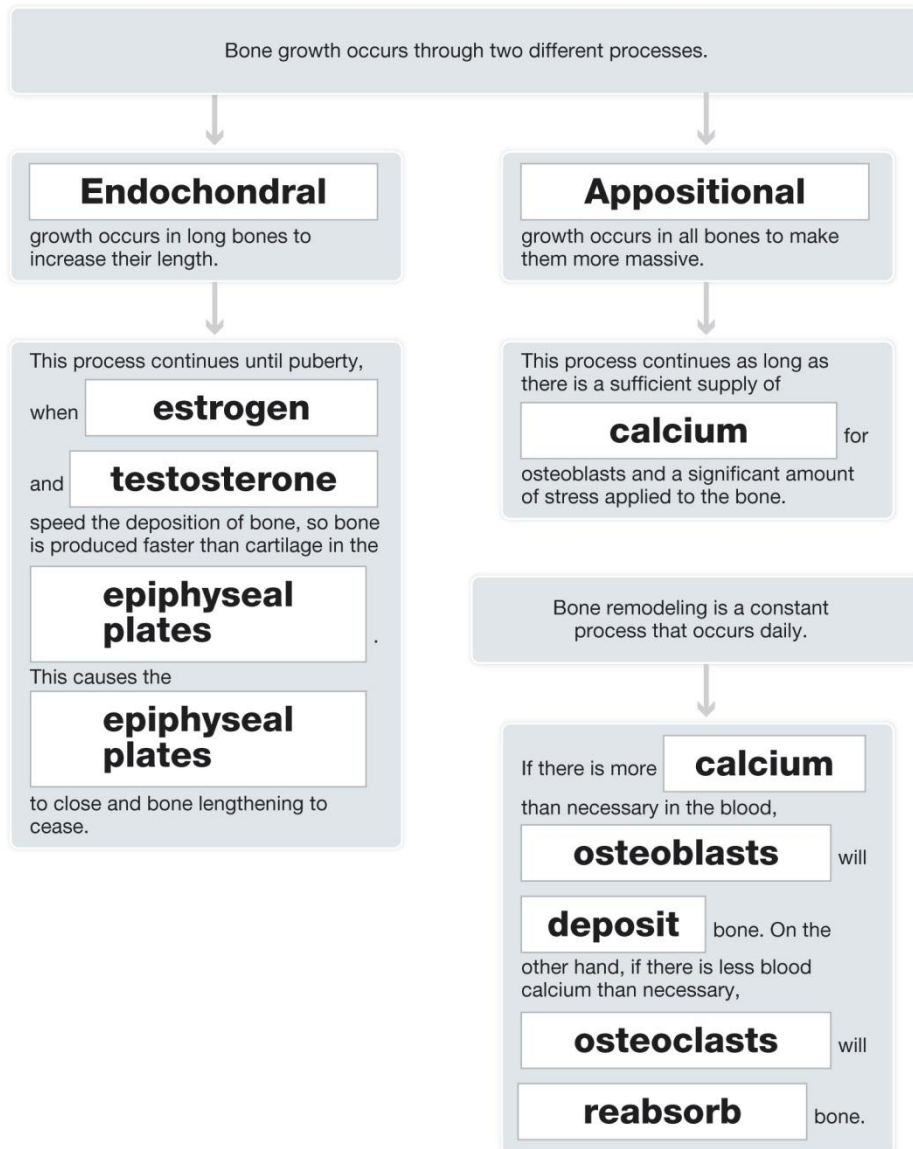 Bone growth occurs through two different processes.
Endochondral
growth occurs in long bones to
increase their length.
This process continues until puberty,
when estrogen
and testosterone
speed the deposition of bone, so bone
is produced faster than cartilage in the
epiphyseal
plates .
This causes the
epiphyseal
plates
to close and bone lengthening to
cease.
Appositional
growth occurs in all bones to make
them more massive.
This process continues as long as
there is a sufficient supply of
calcium for
osteoblasts and a significant amount
of stress applied to the bone.
Bone remodeling is a constant
process that occurs daily.
If there is more calcium
than necessary in the blood,
osteoblasts will
deposit bone. On the
other hand, if there is less blood
calcium than necessary,
osteoclasts will
reabsorb bone.